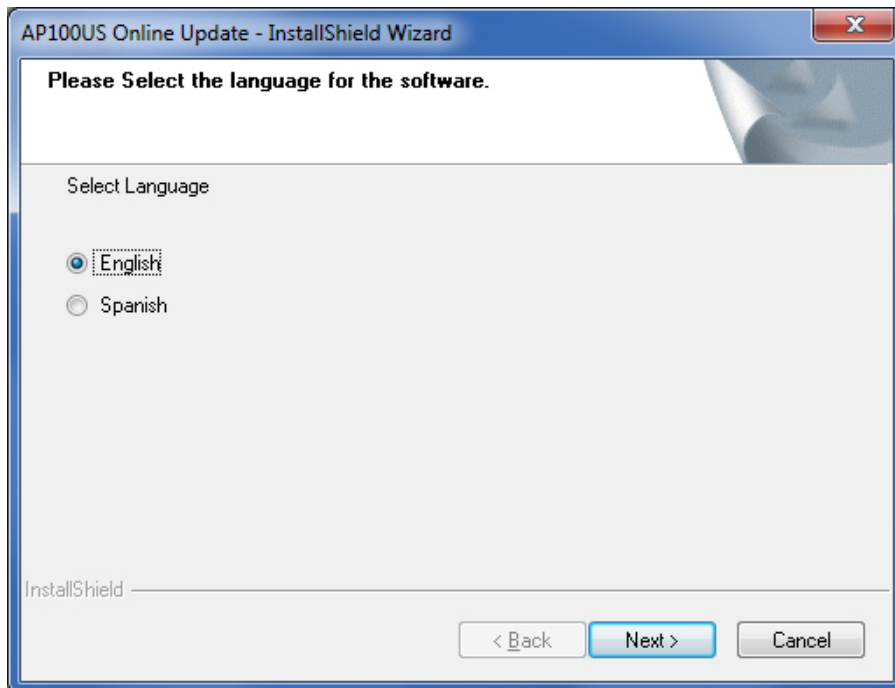 AP100US Online Update - InstallShield Wizard
Please Select the language for the software.
Select Language
English
Spanish
InstallShield
< Back Next > Cancel